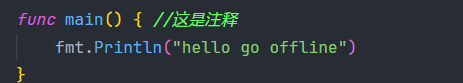 func main() { //这是注释
    fmt.Println("hello go offline")
}